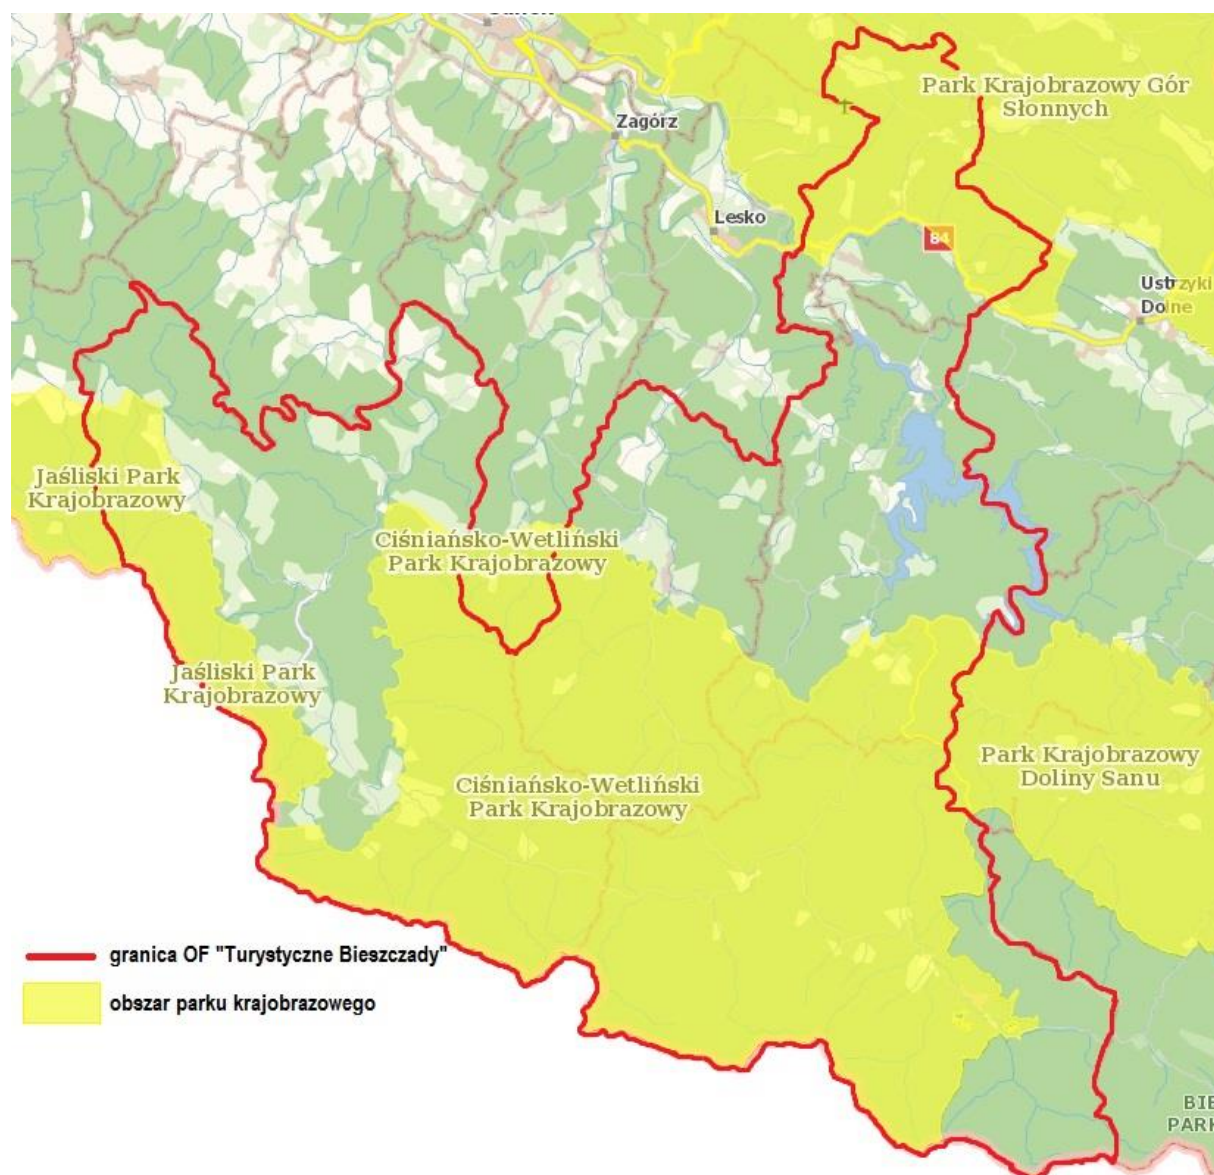 Zagórz
Park Krajobrazowy Gór
Słonnych
Lesko
84
Ustrzyki
Dolne
Jaśliski Park
Krajobrazowy
Ciśniańsko-Wetliński
Park Krajobrazowy
Jaśliski Park
Krajobrazowy
Park Krajobrazowy
Doliny Sanu
Ciśniańsko-Wetliński
Park Krajobrazowy
granica OF "Turystyczne Bieszczady"
obszar parku krajobrazowego
BIE
PARK